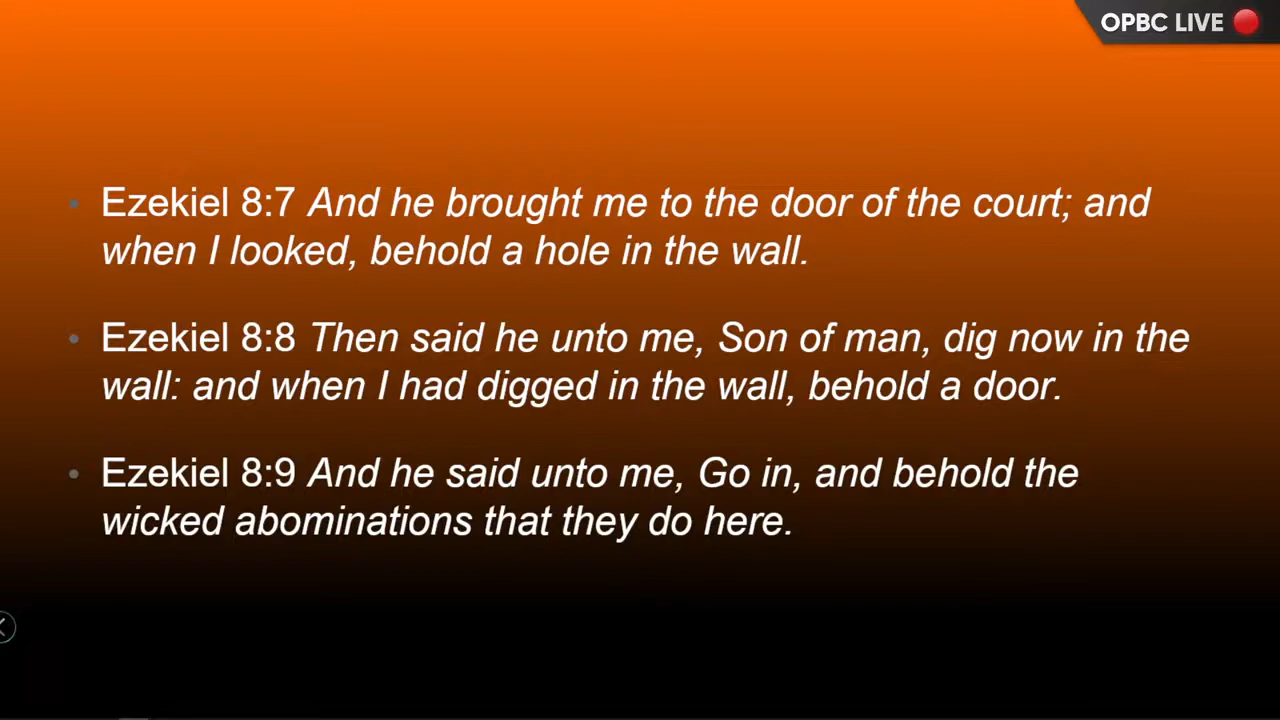 OPBC LIVE
Ezekiel 8:7 And he brought me to the door of the court; and
when I looked, behold a hole in the wall.
Ezekiel 8:8 Then said he unto me, Son of man, dig now in the
wall: and when I had digged in the wall, behold a door.
Ezekiel 8:9 And he said unto me, Go in, and behold the
wicked abominations that they do here.